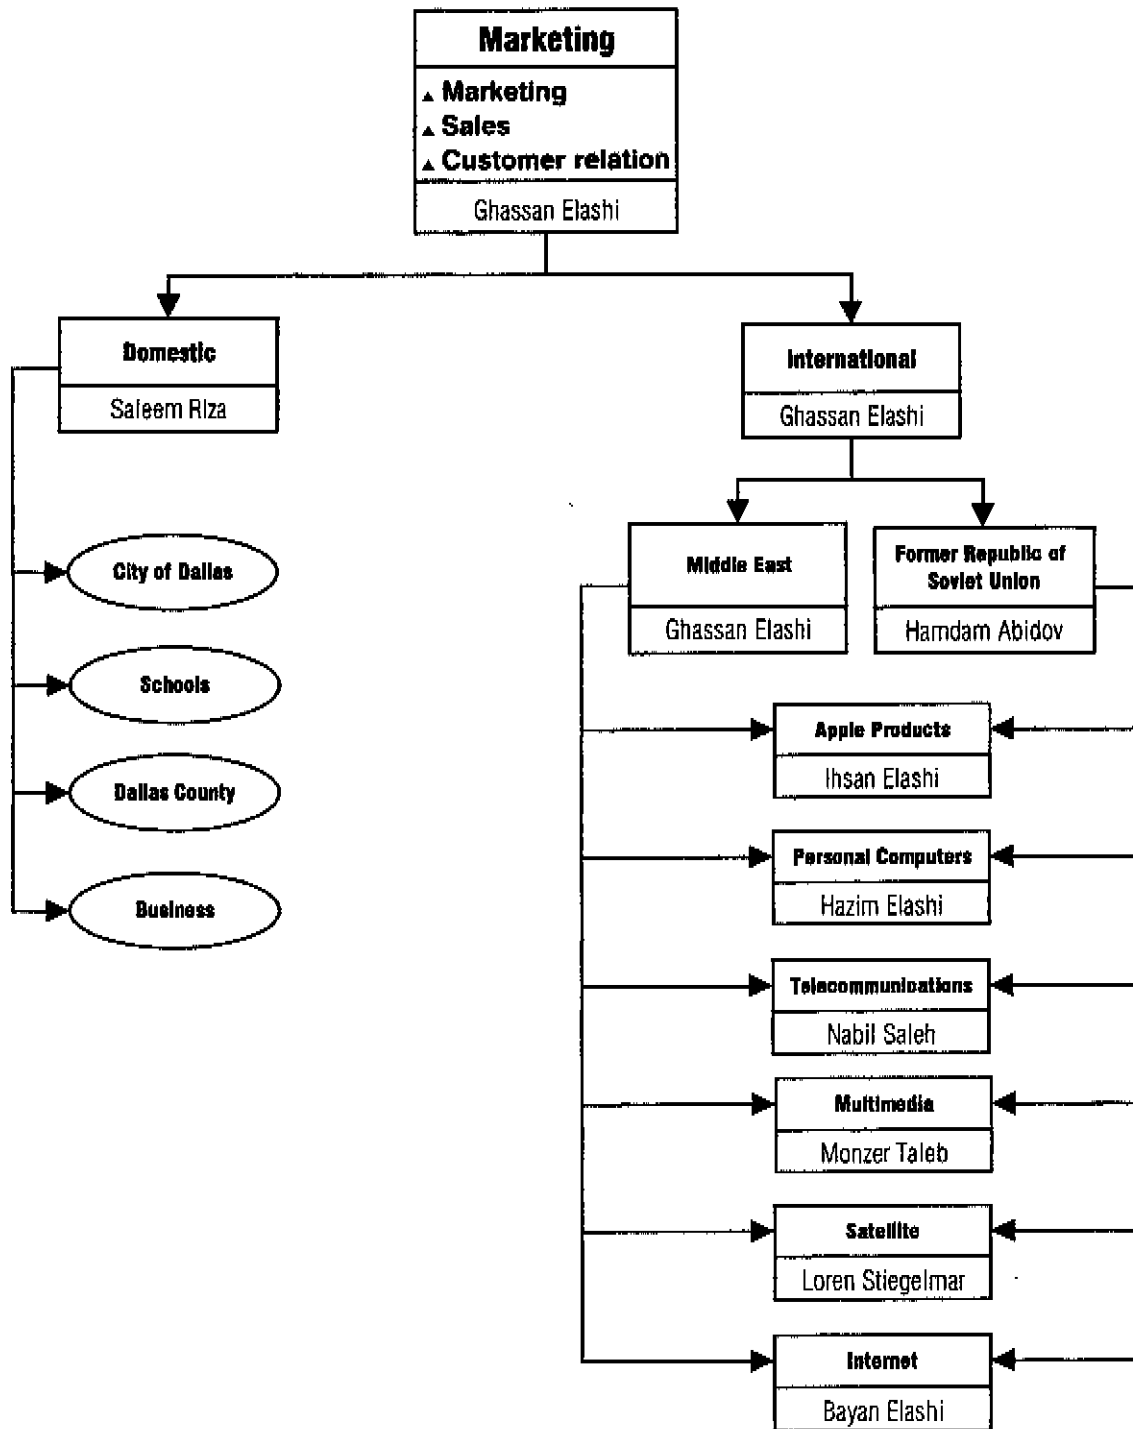 Marketing
▲ Marketing
▲ Sales
▲ Customer relation
Ghassan Elashi
Domestic
Saleem Riza
International
Ghassan Elashi
City of Dallas
Schools
Dallas County
Business
Middle East
Ghassan Elashi
Former Republic of
Soviet Union
Hamdam Abidov
Apple Products
Ihsan Elashi
Personal Computers
Hazim Elashi
Telecommunications
Nabil Saleh
Multimedia
Monzer Taleb
Satellite
Loren Stiegelmar
Internet
Bayan Elashi